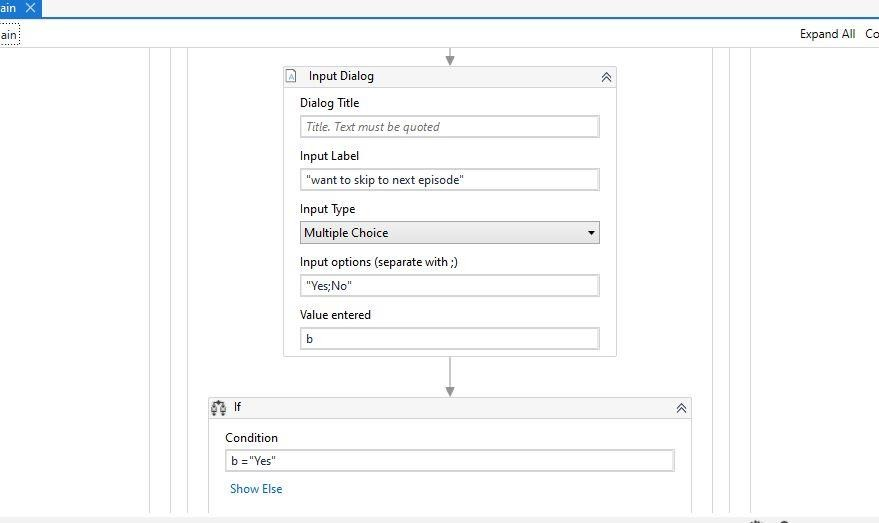 ain
ain
Expand All Co
Input Dialog
Dialog Title
Title. Text must be quoted
Input Label
"want to skip to next episode"
Input Type
Multiple Choice
Input options (separate with ;)
"Yes;No"
Value entered
b
If
Condition
b ="Yes"
Show Else